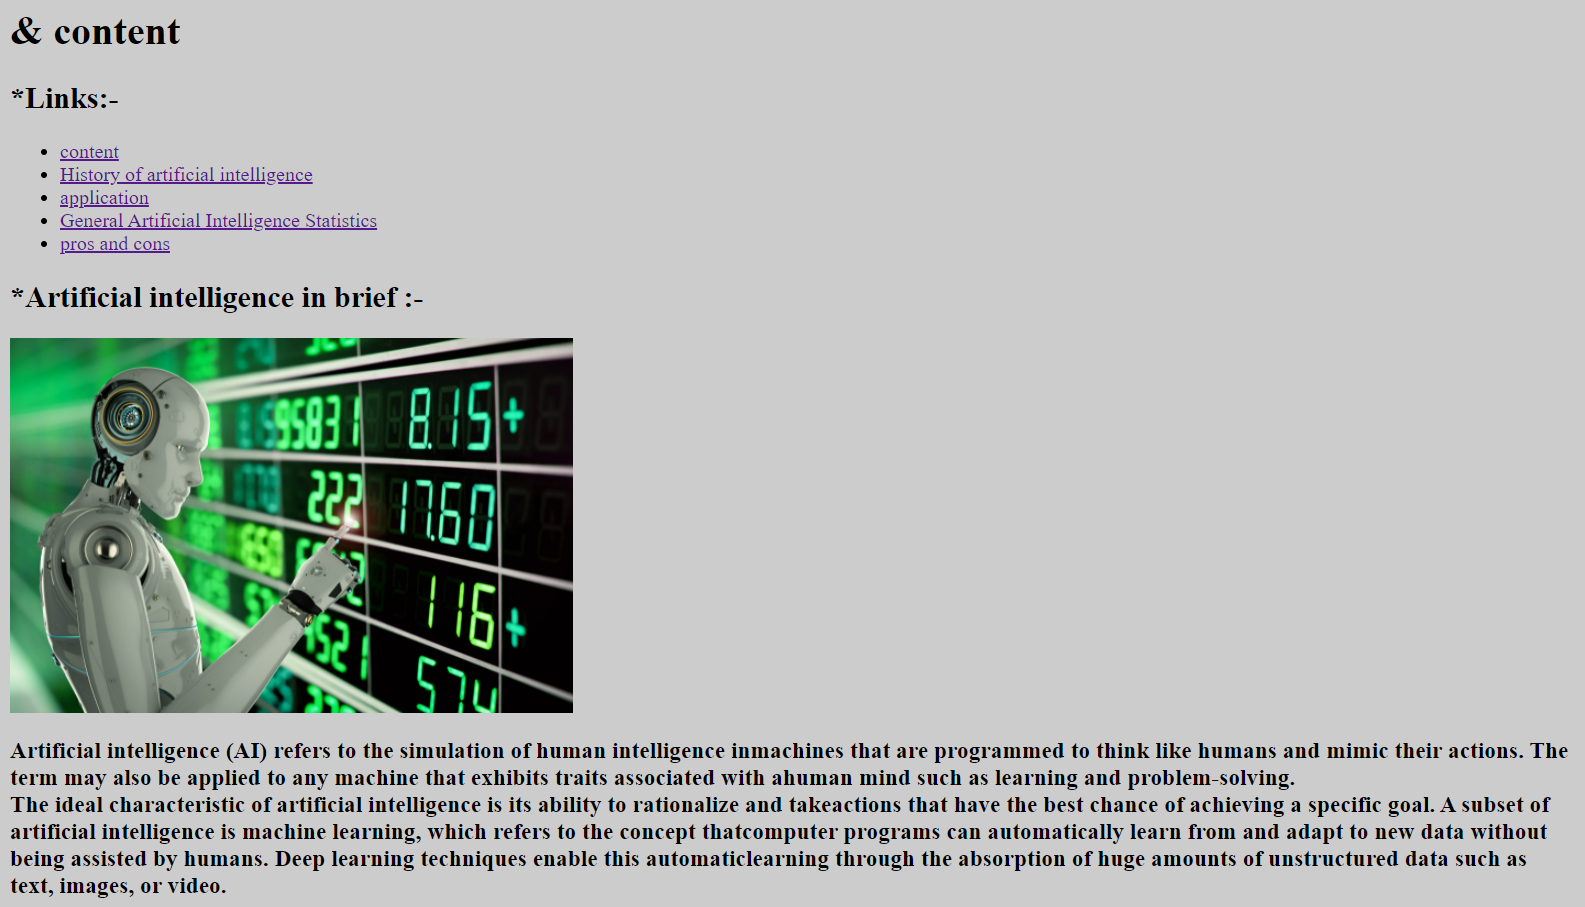 & content
*Links:-
content
History of artificial intelligence
application
General Artificial Intelligence Statistics
pros and cons
*Artificial intelligence in brief :-
95831 8.15+
222 17.60
650
116+
4521
574
Artificial intelligence (AI) refers to the simulation of human intelligence inmachines that are programmed to think like humans and mimic their actions. The
term may also be applied to any machine that exhibits traits associated with ahuman mind such as learning and problem-solving.
The ideal characteristic of artificial intelligence is its ability to rationalize and takeactions that have the best chance of achieving a specific goal. A subset of
artificial intelligence is machine learning, which refers to the concept thatcomputer programs can automatically learn from and adapt to new data without
being assisted by humans. Deep learning techniques enable this automaticlearning through the absorption of huge amounts of unstructured data such as
text, images, or video.